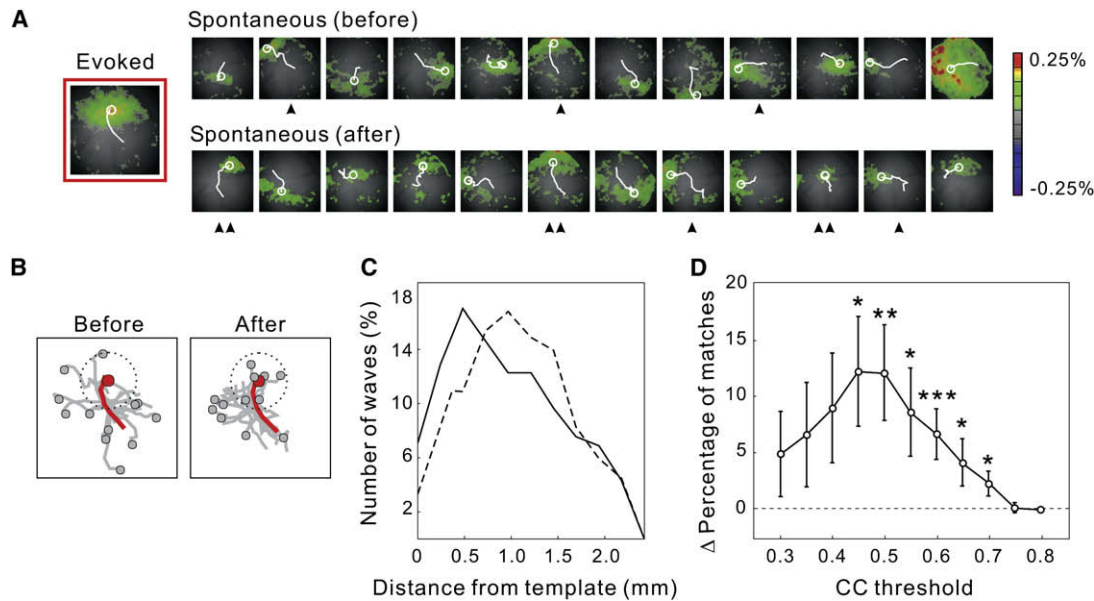 A
Spontaneous (before)
Evoked
0.25%
Spontaneous (after)
-0.25%
B
Before
After
C
Number of waves (%)
18
14
10
6
2
0
0.5
1.0
1.5
2.0
Distance from template (mm)
D
Δ Percentage of matches
20
15
10
5
0
*
**
*
***
*
*
0.3
0.4
0.5
0.6
0.7
0.8
CC threshold